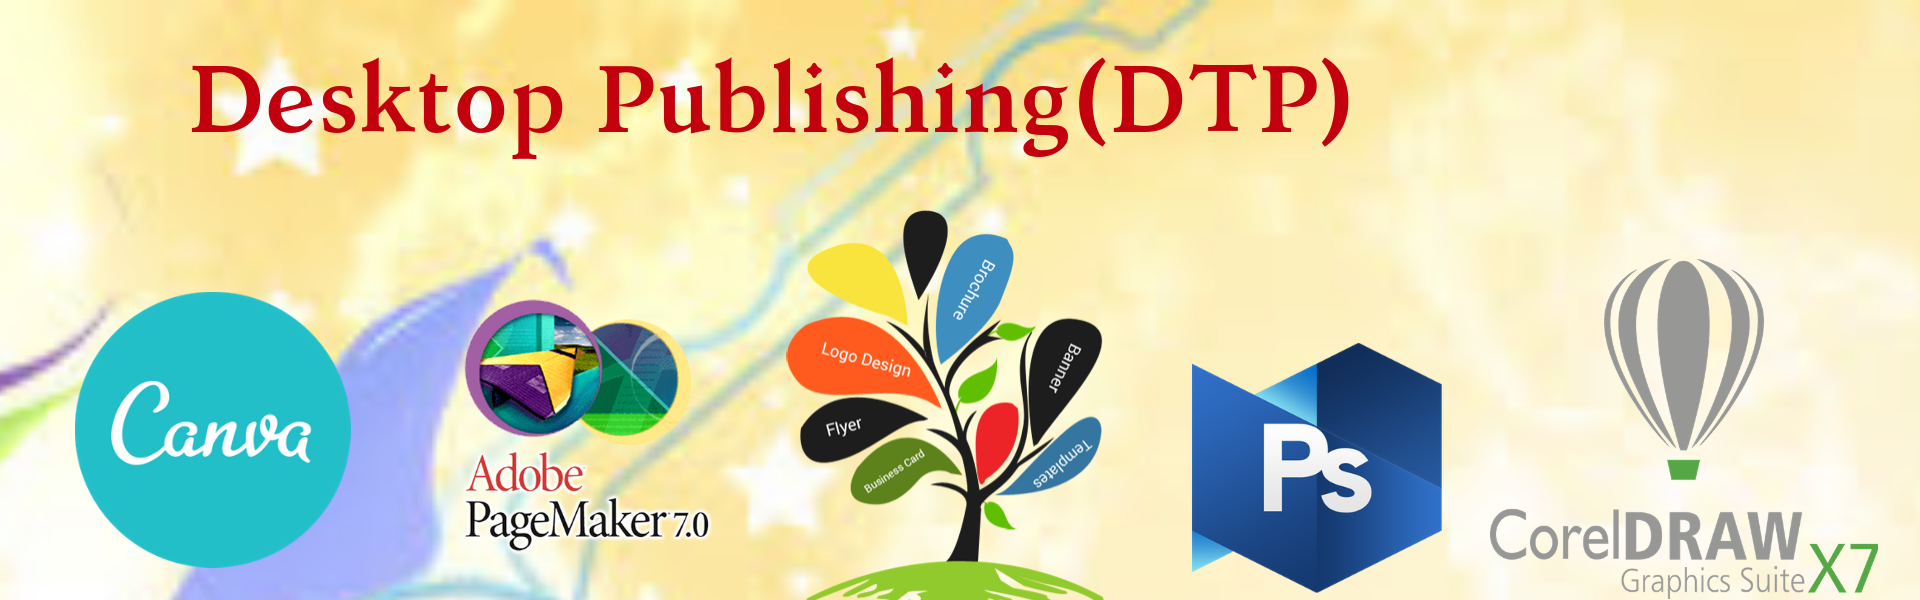 Desktop Publishing(DTP)
Canva
Adobe
PageMaker 7.0
Brochure
Logo Design
Banner
Flyer
Business Card
Templates
Ps
CorelDRAW
Graphics Suite X7